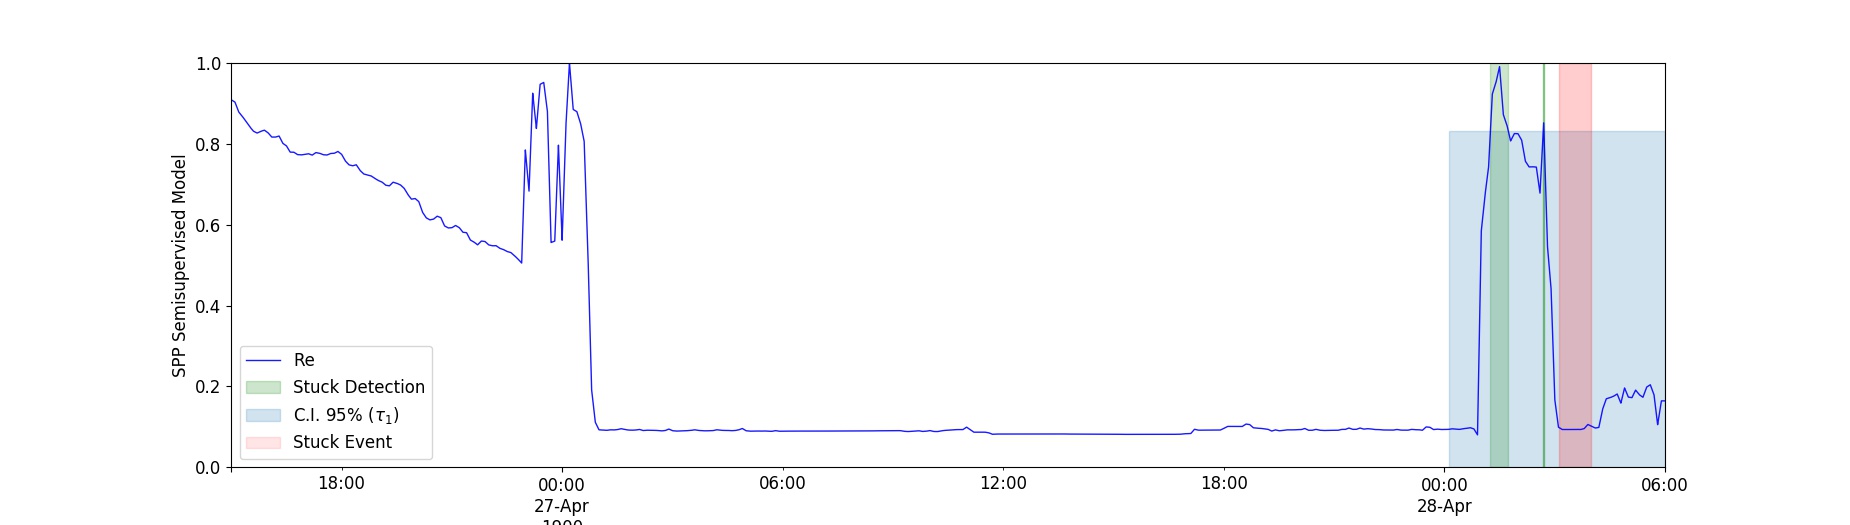 SPP Semisupervised Model
1.0
0.8
0.6
0.4
0.2
0.0
Re
Stuck Detection
C.I. 95% (τ₁)
Stuck Event
18:00
00:00
27-Apr
1900
06:00
12:00
18:00
00:00
28-Apr
06:00